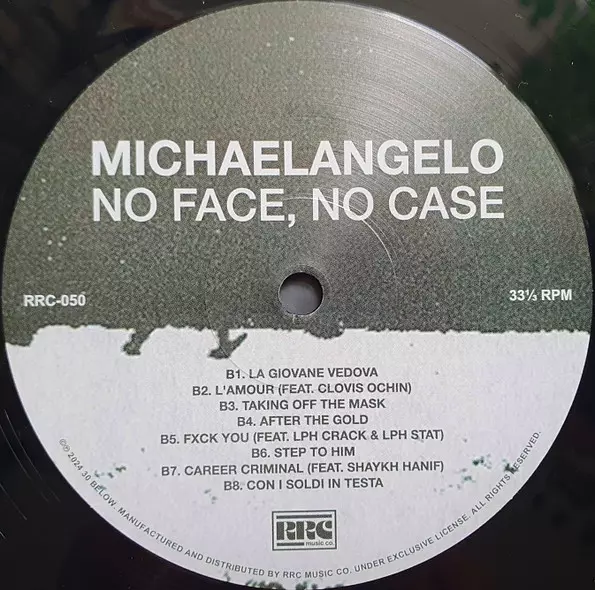 MICHAELANGELO
NO FACE, NO CASE
RRC-050
33⅓ RPM
B1. LA GIOVANE VEDOVA
B2. L'AMOUR (FEAT. CLOVIS OCHIN)
B3. TAKING OFF THE MASK
B4. AFTER THE GOLD
B5. FXCK YOU (FEAT. LPH CRACK & LPH STAT)
B6. STEP TO HIM
B7. CAREER CRIMINAL (FEAT. SHAYKH HANIF)
B8. CON I SOLDI IN TESTA
RRC
music co.
©℗ 2024 30 BELOW. MANUFACTURED AND DISTRIBUTED BY RRC MUSIC CO. UNDER EXCLUSIVE LICENSE. ALL RIGHTS RESERVED.